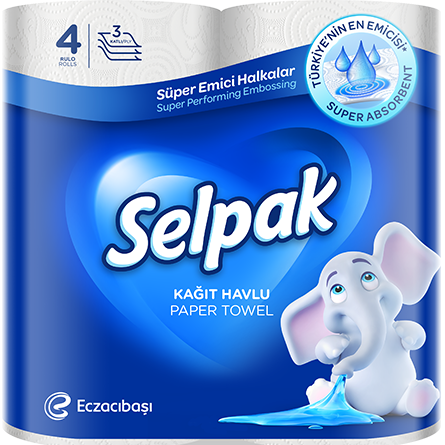 4
RULO
ROLLS
3
KATLI/PLY
Süper Emici Halkalar
Super Performing Embossing
TÜRKİYE'NİN EN EMİCİSİ*
SUPER ABSORBENT
Selpak
KAĞIT HAVLU
PAPER TOWEL
Eczacıbaşı